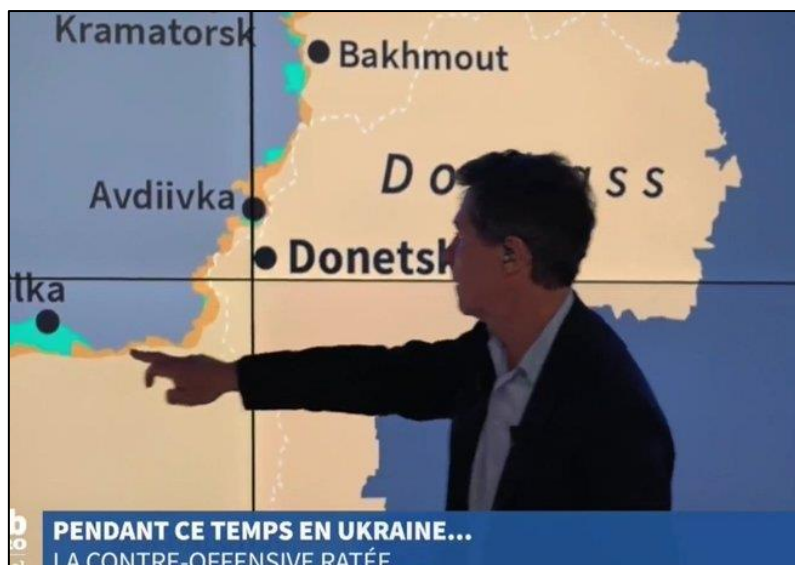 Kramatorsk
Bakhmout
Avdiivka
Donetsk
PENDANT CE TEMPS EN UKRAINE...
LA CONTRE-OFFENSIVE RATÉE